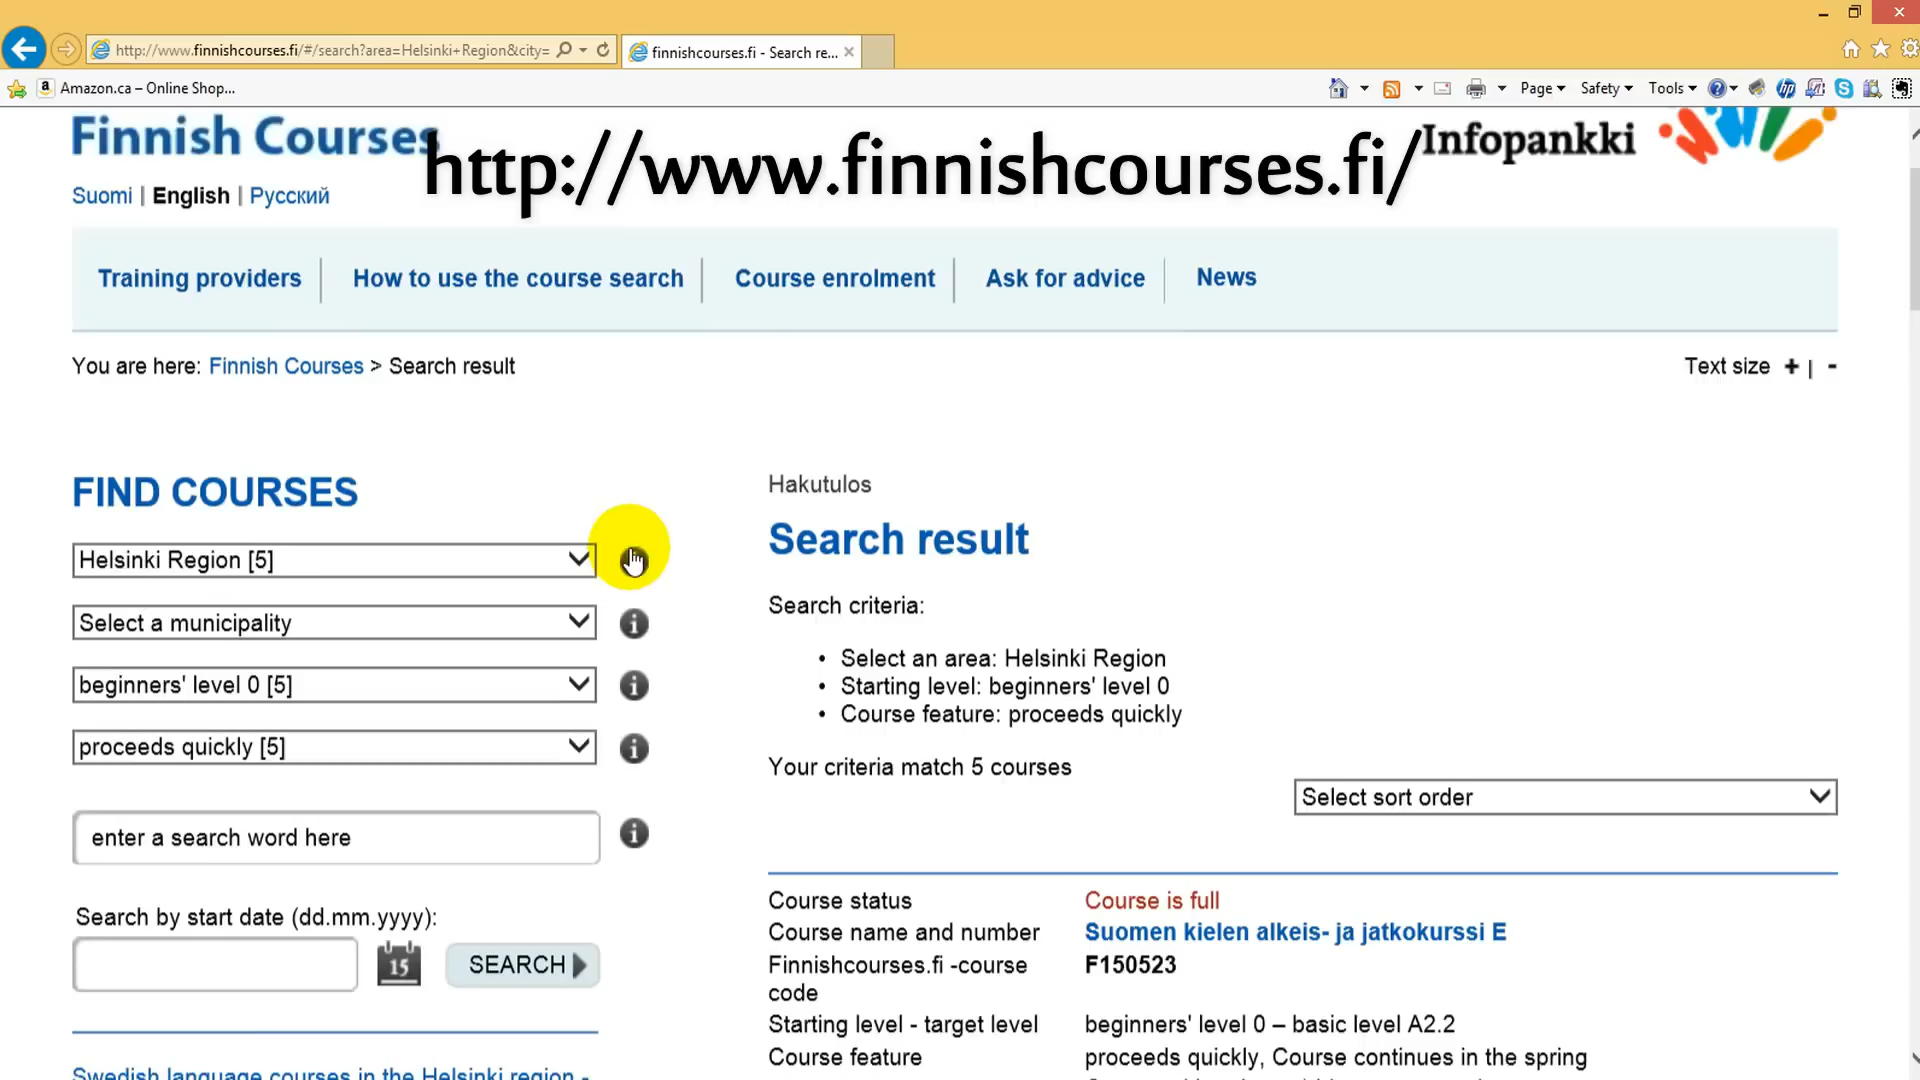 http://www.finnishcourses.fi/#/search?area=Helsinki+Region&city=
finnishcourses.fi - Search re...
Amazon.ca – Online Shop...
Page
Safety
Tools
Finnish Courses
http://www.finnishcourses.fi/
Infopankki
Suomi | English | Русский
Training providers
How to use the course search
Course enrolment
Ask for advice
News
You are here: Finnish Courses > Search result
Text size + | -
FIND COURSES
Helsinki Region [5]
Select a municipality
beginners' level 0 [5]
proceeds quickly [5]
enter a search word here
Search by start date (dd.mm.yyyy):
15
SEARCH
Swedish language courses in the Helsinki region -
Hakutulos
Search result
Search criteria:
• Select an area: Helsinki Region
• Starting level: beginners' level 0
• Course feature: proceeds quickly
Your criteria match 5 courses
Select sort order
Course status Course is full
Course name and number Suomen kielen alkeis- ja jatkokurssi E
Finnishcourses.fi -course F150523
code
Starting level - target level beginners' level 0 – basic level A2.2
Course feature proceeds quickly, Course continues in the spring